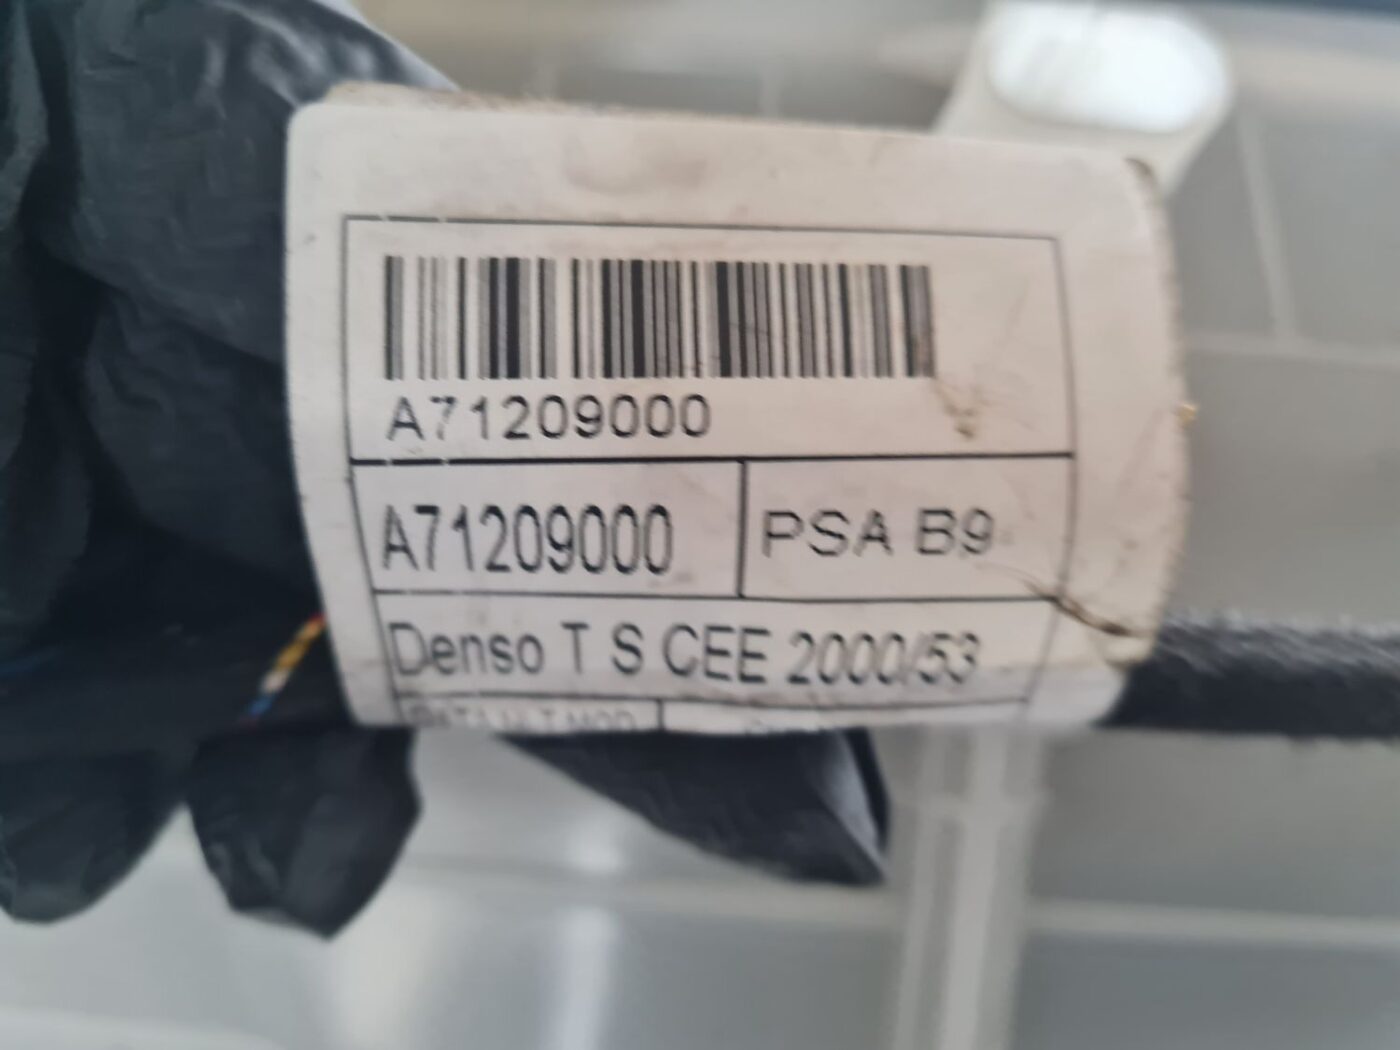 A71209000
A71209000
PSA B9
Denso T S CEE 2000/53